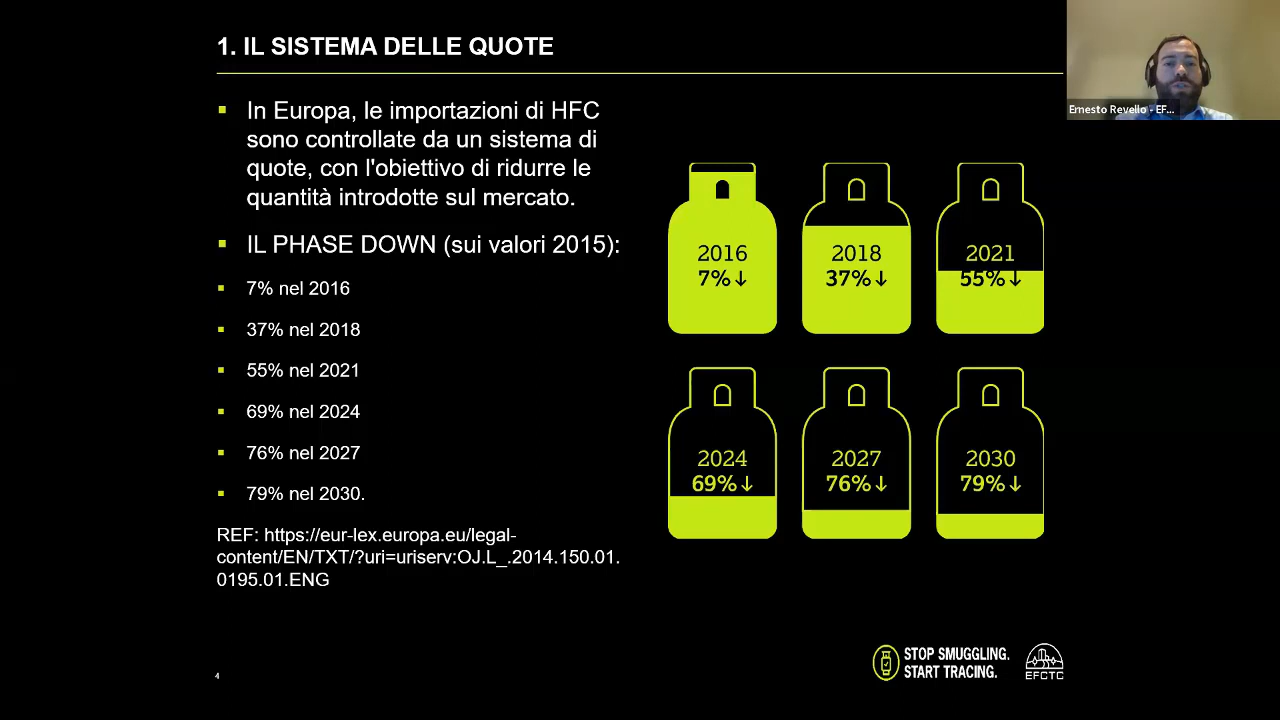 1. IL SISTEMA DELLE QUOTE
In Europa, le importazioni di HFC
sono controllate da un sistema di
quote, con l'obiettivo di ridurre le
quantità introdotte sul mercato.
IL PHASE DOWN (sui valori 2015):
7% nel 2016
37% nel 2018
55% nel 2021
69% nel 2024
76% nel 2027
79% nel 2030.
REF: https://eur-lex.europa.eu/legal-
content/EN/TXT/?uri=uriserv:OJ.L_.2014.150.01.
0195.01.ENG
2016
7%↓
2018
37%↓
2021
55%↓
2024
69%↓
2027
76%↓
2030
79%↓
Ernesto Revello - EF...
4
STOP SMUGGLING.
START TRACING.
EFCTC